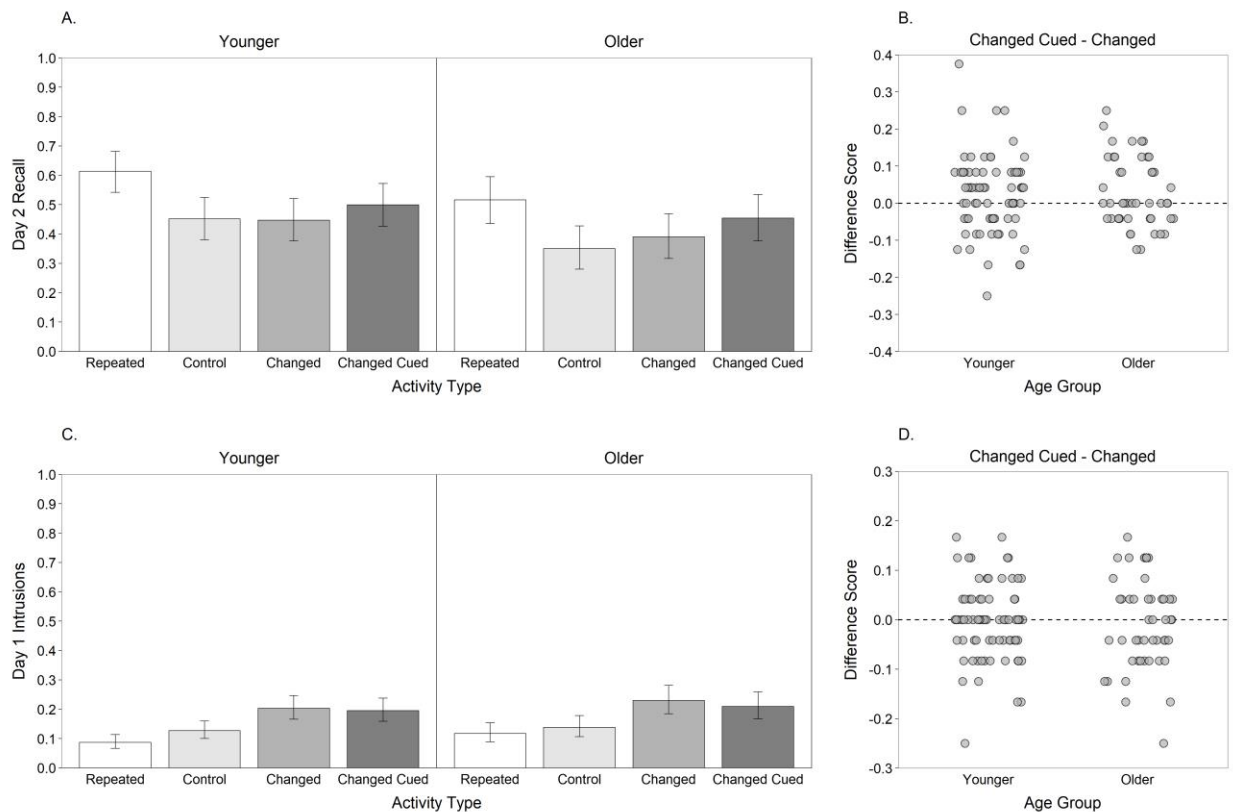 A.
Younger
Older
1.0
0.9
0.8
0.7
0.6
0.5
0.4
0.3
0.2
0.1
0.0
Day 2 Recall
Repeated
Control
Changed
Changed Cued
Repeated
Control
Changed
Changed Cued
Activity Type
B.
Changed Cued - Changed
0.4
0.3
0.2
0.1
0.0
-0.1
-0.2
-0.3
-0.4
Difference Score
Younger
Older
Age Group
C.
Younger
Older
1.0
0.9
0.8
0.7
0.6
0.5
0.4
0.3
0.2
0.1
0.0
Day 1 Intrusions
Repeated
Control
Changed
Changed Cued
Repeated
Control
Changed
Changed Cued
Activity Type
D.
Changed Cued - Changed
0.3
0.2
0.1
0.0
-0.1
-0.2
-0.3
Difference Score
Younger
Older
Age Group